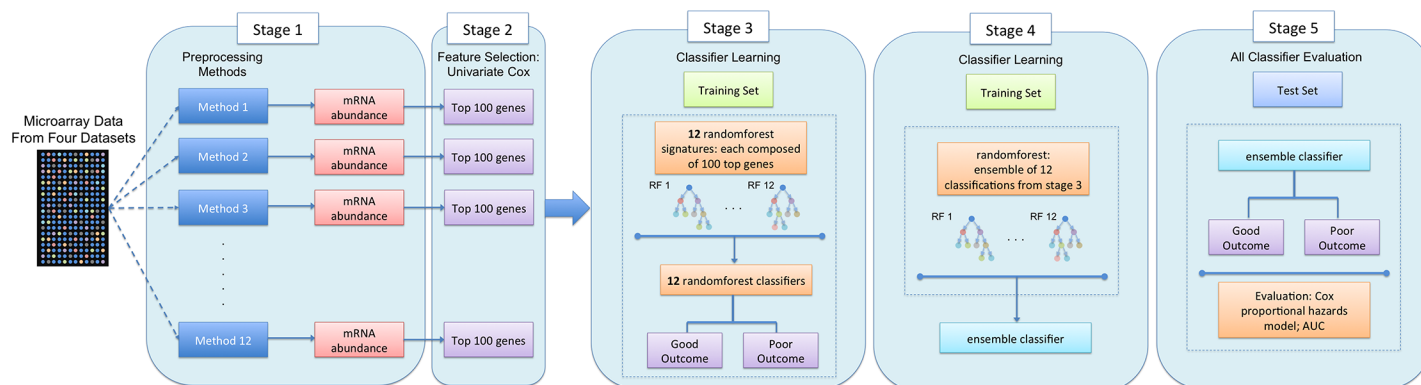 Microarray Data
From Four Datasets
Stage 1
Preprocessing
Methods
Method 1
mRNA
abundance
Method 2
mRNA
abundance
Method 3
mRNA
abundance
Method 12
mRNA
abundance
Stage 2
Feature Selection:
Univariate Cox
Top 100 genes
Top 100 genes
Top 100 genes
Top 100 genes
Stage 3
Classifier Learning
Training Set
12 randomforest
signatures: each composed
of 100 top genes
RF 1
. . .
RF 12
12 randomforest classifiers
Good
Outcome
Poor
Outcome
Stage 4
Classifier Learning
Training Set
randomforest:
ensemble of 12
classifications from stage 3
RF 1
. . .
RF 12
ensemble classifier
Stage 5
All Classifier Evaluation
Test Set
ensemble classifier
Good
Outcome
Poor
Outcome
Evaluation: Cox
proportional hazards
model; AUC